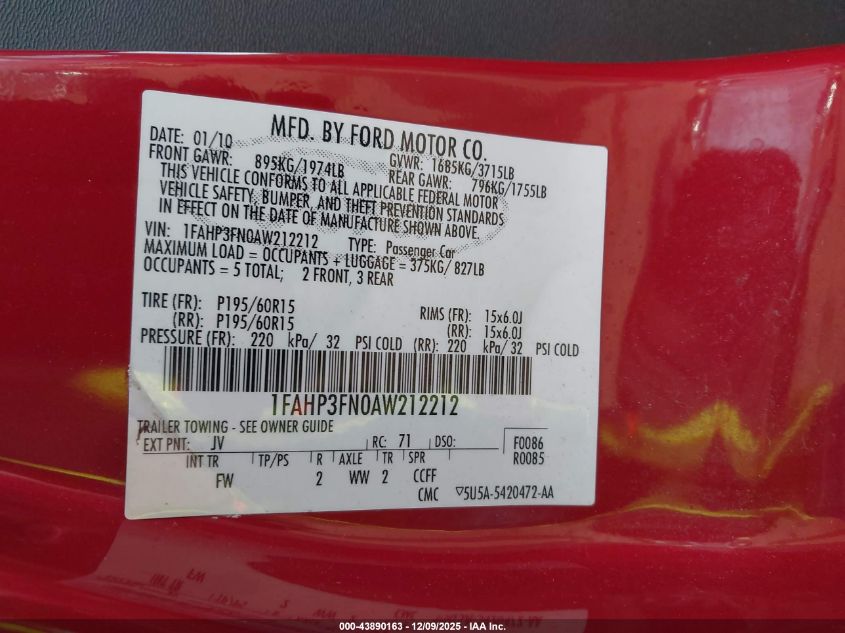 MFD. BY FORD MOTOR CO.
DATE: 01/10 GVWR: 1685KG/3715LB
FRONT GAWR: 895KG/1974LB REAR GAWR: 796KG/1755LB
THIS VEHICLE CONFORMS TO ALL APPLICABLE FEDERAL MOTOR
VEHICLE SAFETY, BUMPER, AND THEFT PREVENTION STANDARDS
IN EFFECT ON THE DATE OF MANUFACTURE SHOWN ABOVE.
VIN: 1FAHP3FN0AW212212 TYPE: Passenger Car
MAXIMUM LOAD = OCCUPANTS + LUGGAGE = 375KG/ 827LB
OCCUPANTS = 5 TOTAL; 2 FRONT, 3 REAR
TIRE (FR): P195/60R15 RIMS (FR): 15x6.0J
(RR): P195/60R15 (RR): 15x6.0J
PRESSURE (FR): 220 kPa/ 32 PSI COLD (RR): 220 kPa/ 32 PSI COLD
1FAHP3FN0AW212212
TRAILER TOWING - SEE OWNER GUIDE
EXT PNT: JV RC: 71 DSO: F0086
R0085
INT TR TP/PS R AXLE TR SPR
FW 2 WW 2 CCFF
CMC ▽5U5A-5420472-AA
000-43890163 - 12/09/2025 - IAA Inc.